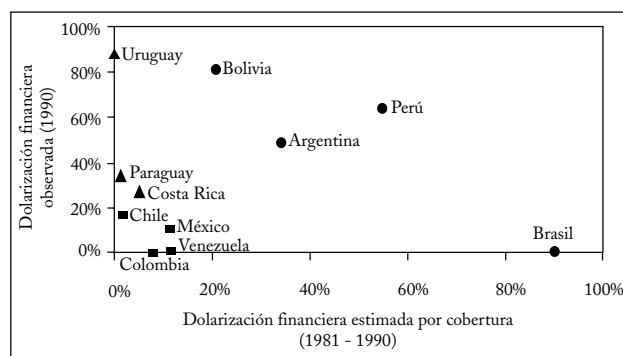 Dolarización financiera
observada (1990)
100%
80%
60%
40%
20%
0%
Uruguay
Bolivia
Perú
Argentina
Paraguay
Costa Rica
Chile
México
Venezuela
Colombia
Brasil
0%
20%
40%
60%
80%
100%
Dolarización financiera estimada por cobertura
(1981 - 1990)